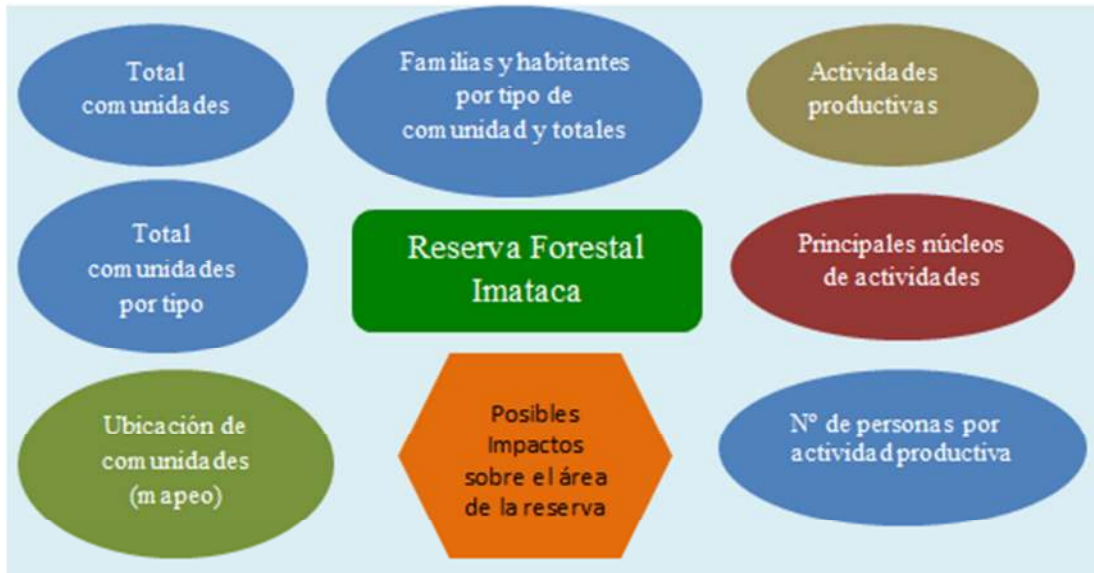 Total
comunidades
Familias y habitantes
por tipo de
comunidad y totales
Actividades
productivas
Total
comunidades
por tipo
Reserva Forestal
Imataca
Principales núcleos
de actividades
Ubicación de
comunidades
(mapeo)
Posibles
Impactos
sobre el área
de la reserva
Nº de personas por
actividad productiva